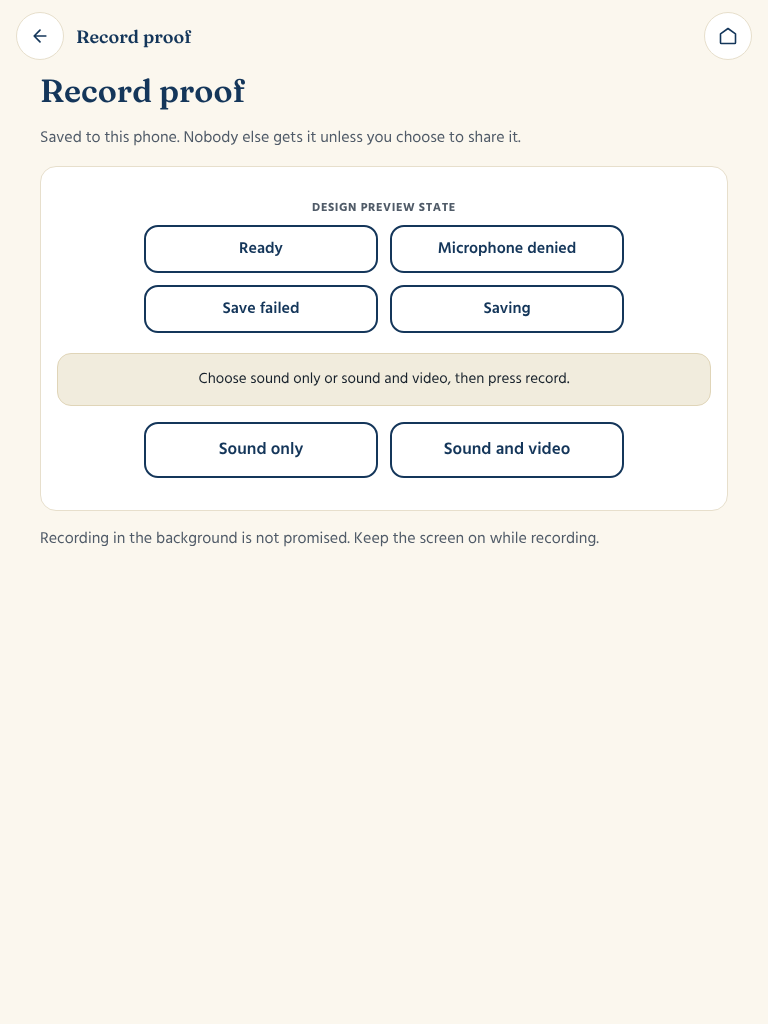 Record proof
Record proof
Saved to this phone. Nobody else gets it unless you choose to share it.
DESIGN PREVIEW STATE
Ready
Microphone denied
Save failed
Saving
Choose sound only or sound and video, then press record.
Sound only
Sound and video
Recording in the background is not promised. Keep the screen on while recording.